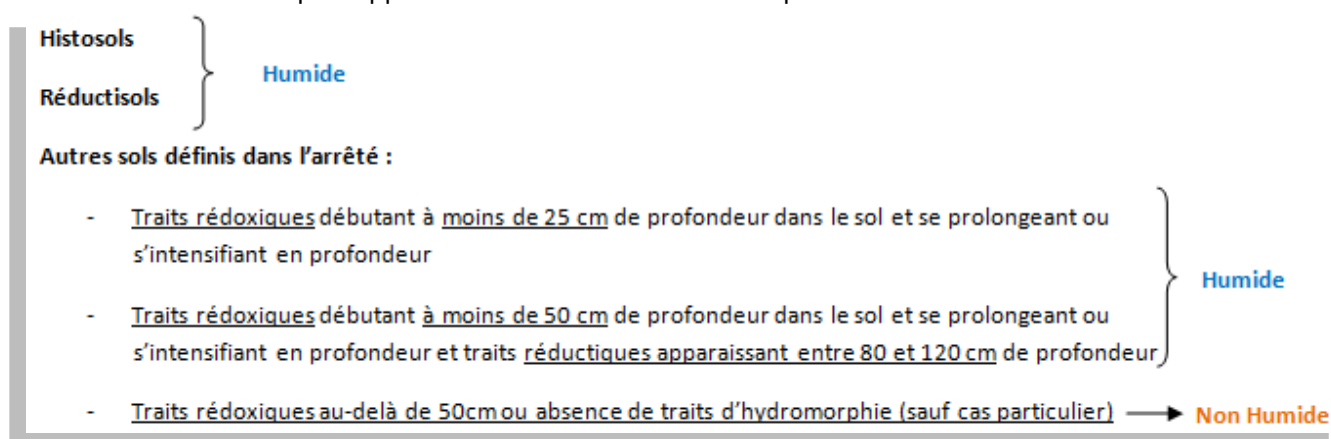 Histosols
Humide
Réductisols
Autres sols définis dans l'arrêté :
- Traits rédoxiques débutant à moins de 25 cm de profondeur dans le sol et se prolongeant ou
s'intensifiant en profondeur
Humide
- Traits rédoxiques débutant à moins de 50 cm de profondeur dans le sol et se prolongeant ou
s'intensifiant en profondeur et traits réductiques apparaissant entre 80 et 120 cm de profondeur
- Traits rédoxiques au-delà de 50cm ou absence de traits d'hydromorphie (sauf cas particulier) → Non Humide